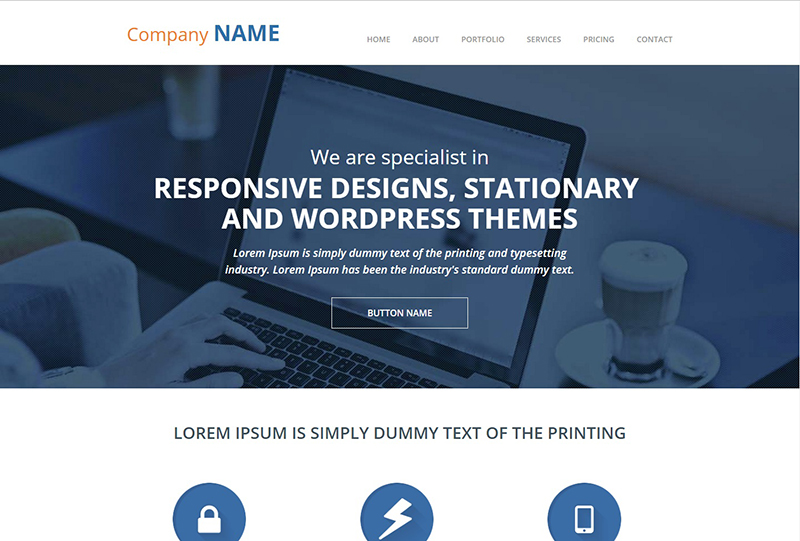 Company NAME
HOME ABOUT PORTFOLIO SERVICES PRICING CONTACT
We are specialist in
RESPONSIVE DESIGNS, STATIONARY
AND WORDPRESS THEMES
Lorem Ipsum is simply dummy text of the printing and typesetting
industry. Lorem Ipsum has been the industry's standard dummy text.
BUTTON NAME
LOREM IPSUM IS SIMPLY DUMMY TEXT OF THE PRINTING